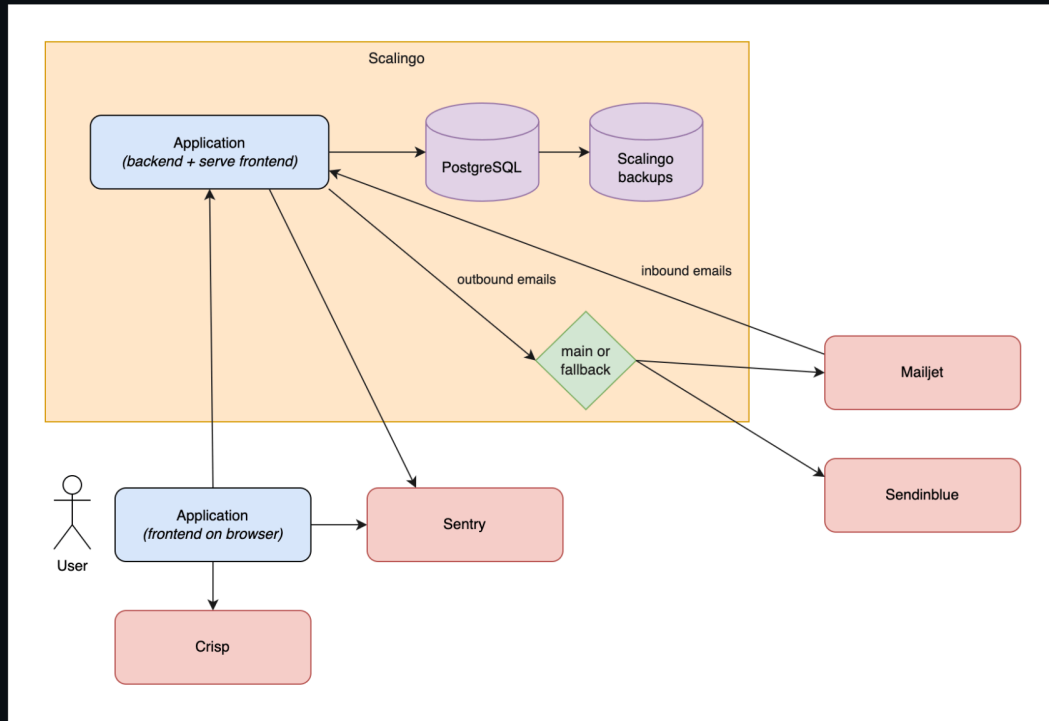 Scalingo
Application
(backend + serve frontend)
PostgreSQL
Scalingo
backups
outbound emails
inbound emails
main or
fallback
Mailjet
Sendinblue
User
Application
(frontend on browser)
Sentry
Crisp